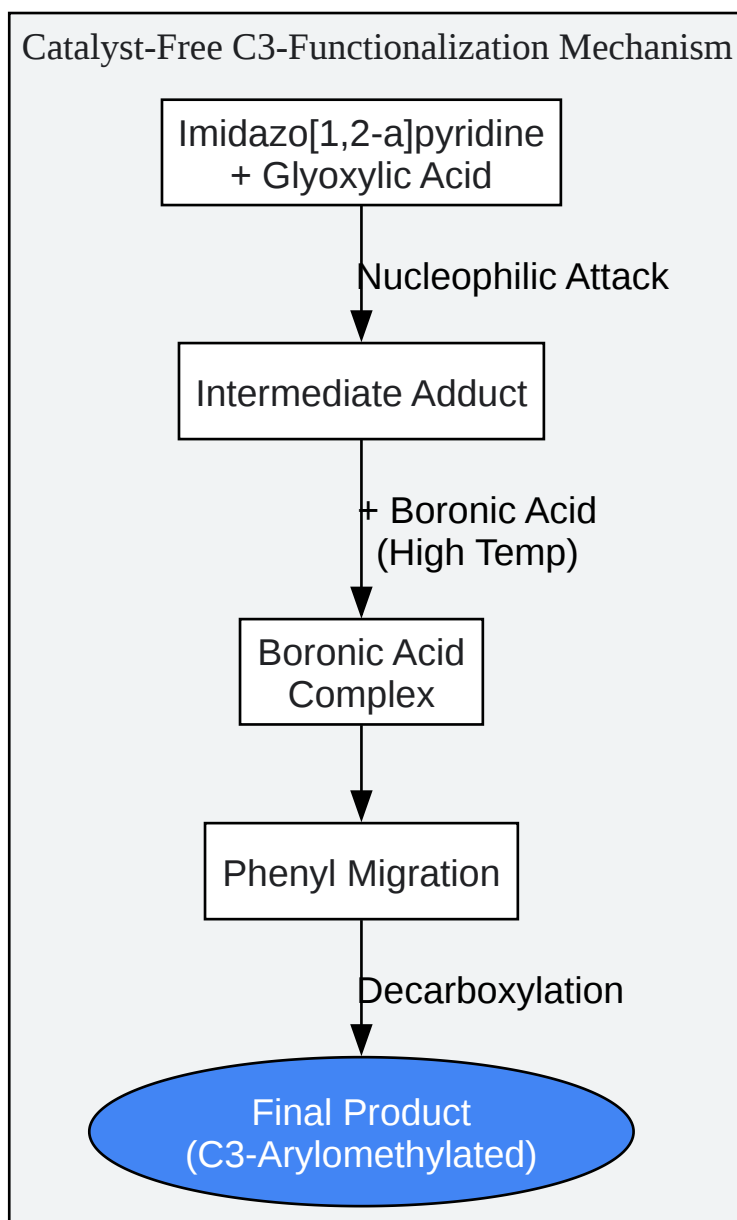 Catalyst-Free C3-Functionalization Mechanism
Imidazo[1,2-a]pyridine
+ Glyoxylic Acid
Nucleophilic Attack
Intermediate Adduct
+ Boronic Acid
(High Temp)
Boronic Acid
Complex
Phenyl Migration
Decarboxylation
Final Product
(C3-Arylomethylated)